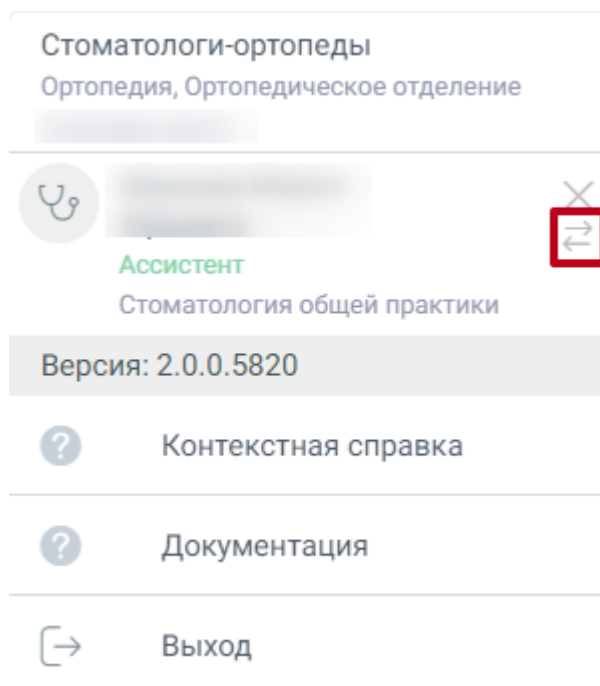 Стоматологи-ортопеды
Ортопедия, Ортопедическое отделение
Ассистент
Стоматология общей практики
Версия: 2.0.0.5820
Контекстная справка
Документация
Выход